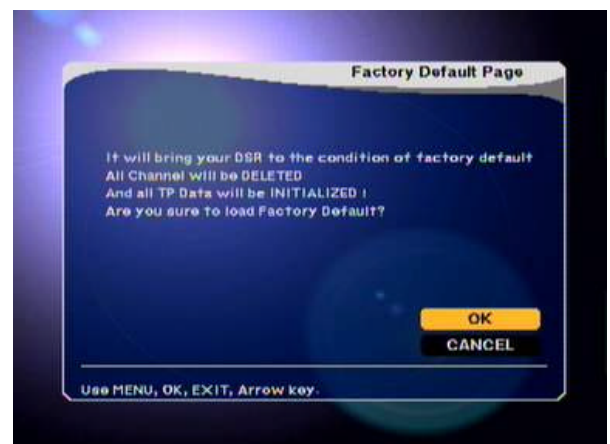 Factory Default Page
It will bring your DSR to the condition of factory default
All Channel will be DELETED
And all TP Data will be INITIALIZED !
Are you sure to load Factory Default?
OK
CANCEL
Use MENU, OK, EXIT, Arrow key.